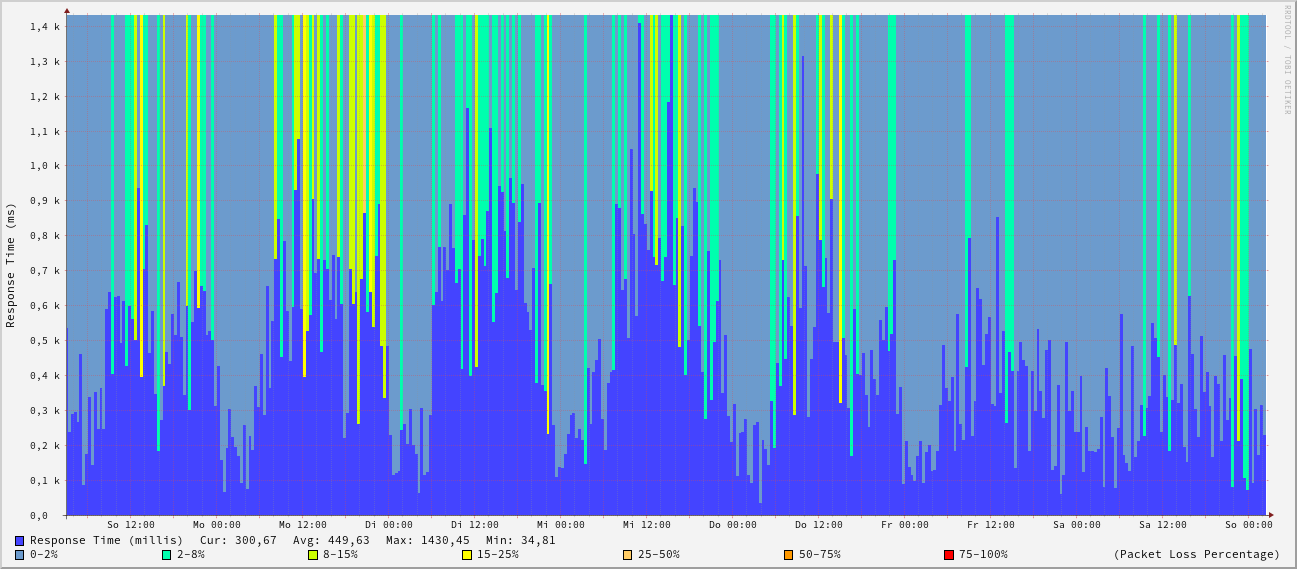 RRDTOOL / TOBI OETIKER
Response Time (ms)
1,4 k
1,3 k
1,2 k
1,1 k
1,0 k
0,9 k
0,8 k
0,7 k
0,6 k
0,5 k
0,4 k
0,3 k
0,2 k
0,1 k
0,0
So 12:00 Mo 00:00 Mo 12:00 Di 00:00 Di 12:00 Mi 00:00 Mi 12:00 Do 00:00 Do 12:00 Fr 00:00 Fr 12:00 Sa 00:00 Sa 12:00 So 00:00
Response Time (millis) Cur: 300,67 Avg: 449,63 Max: 1430,45 Min: 34,81
0-2% 2-8% 8-15% 15-25% 25-50% 50-75% 75-100% (Packet Loss Percentage)